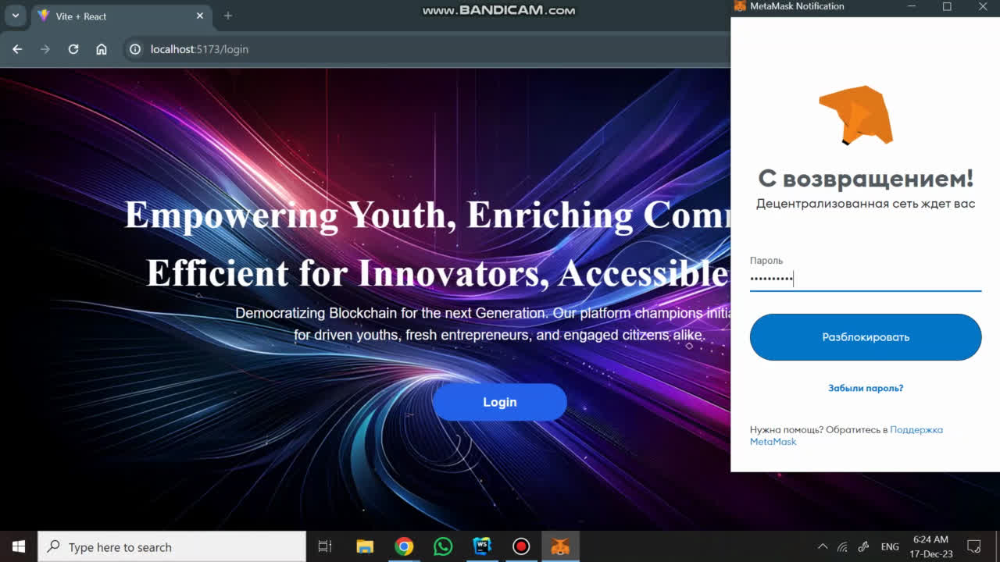 www.BANDICAM.com
Vite + React
localhost:5173/login
MetaMask Notification
Empowering Youth, Enriching Com
Efficient for Innovators, Accessible
Democratizing Blockchain for the next Generation. Our platform champions initia
for driven youths, fresh entrepreneurs, and engaged citizens alike.
Login
С возвращением!
Децентрализованная сеть ждет вас
Пароль
••••••••••
Разблокировать
Забыли пароль?
Нужна помощь? Обратитесь в Поддержка
MetaMask
Type here to search
WS
ENG
6:24 AM
17-Dec-23